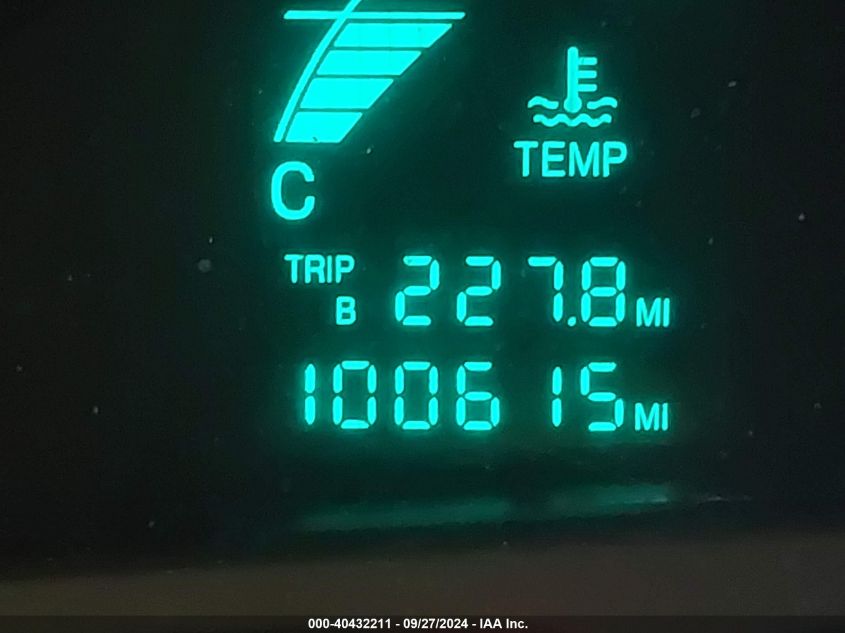 C
TEMP
TRIP B 227.8 MI
100615 MI
000-40432211 - 09/27/2024 - IAA Inc.